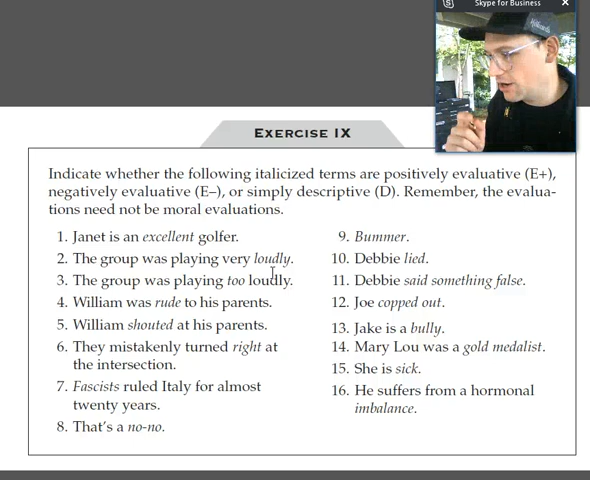 Skype for Business
EXERCISE IX
Indicate whether the following italicized terms are positively evaluative (E+),
negatively evaluative (E–), or simply descriptive (D). Remember, the evalua-
tions need not be moral evaluations.
1. Janet is an excellent golfer.
2. The group was playing very loudly.
3. The group was playing too loudly.
4. William was rude to his parents.
5. William shouted at his parents.
6. They mistakenly turned right at
the intersection.
7. Fascists ruled Italy for almost
twenty years.
8. That's a no-no.
9. Bummer.
10. Debbie lied.
11. Debbie said something false.
12. Joe copped out.
13. Jake is a bully.
14. Mary Lou was a gold medalist.
15. She is sick.
16. He suffers from a hormonal
imbalance.